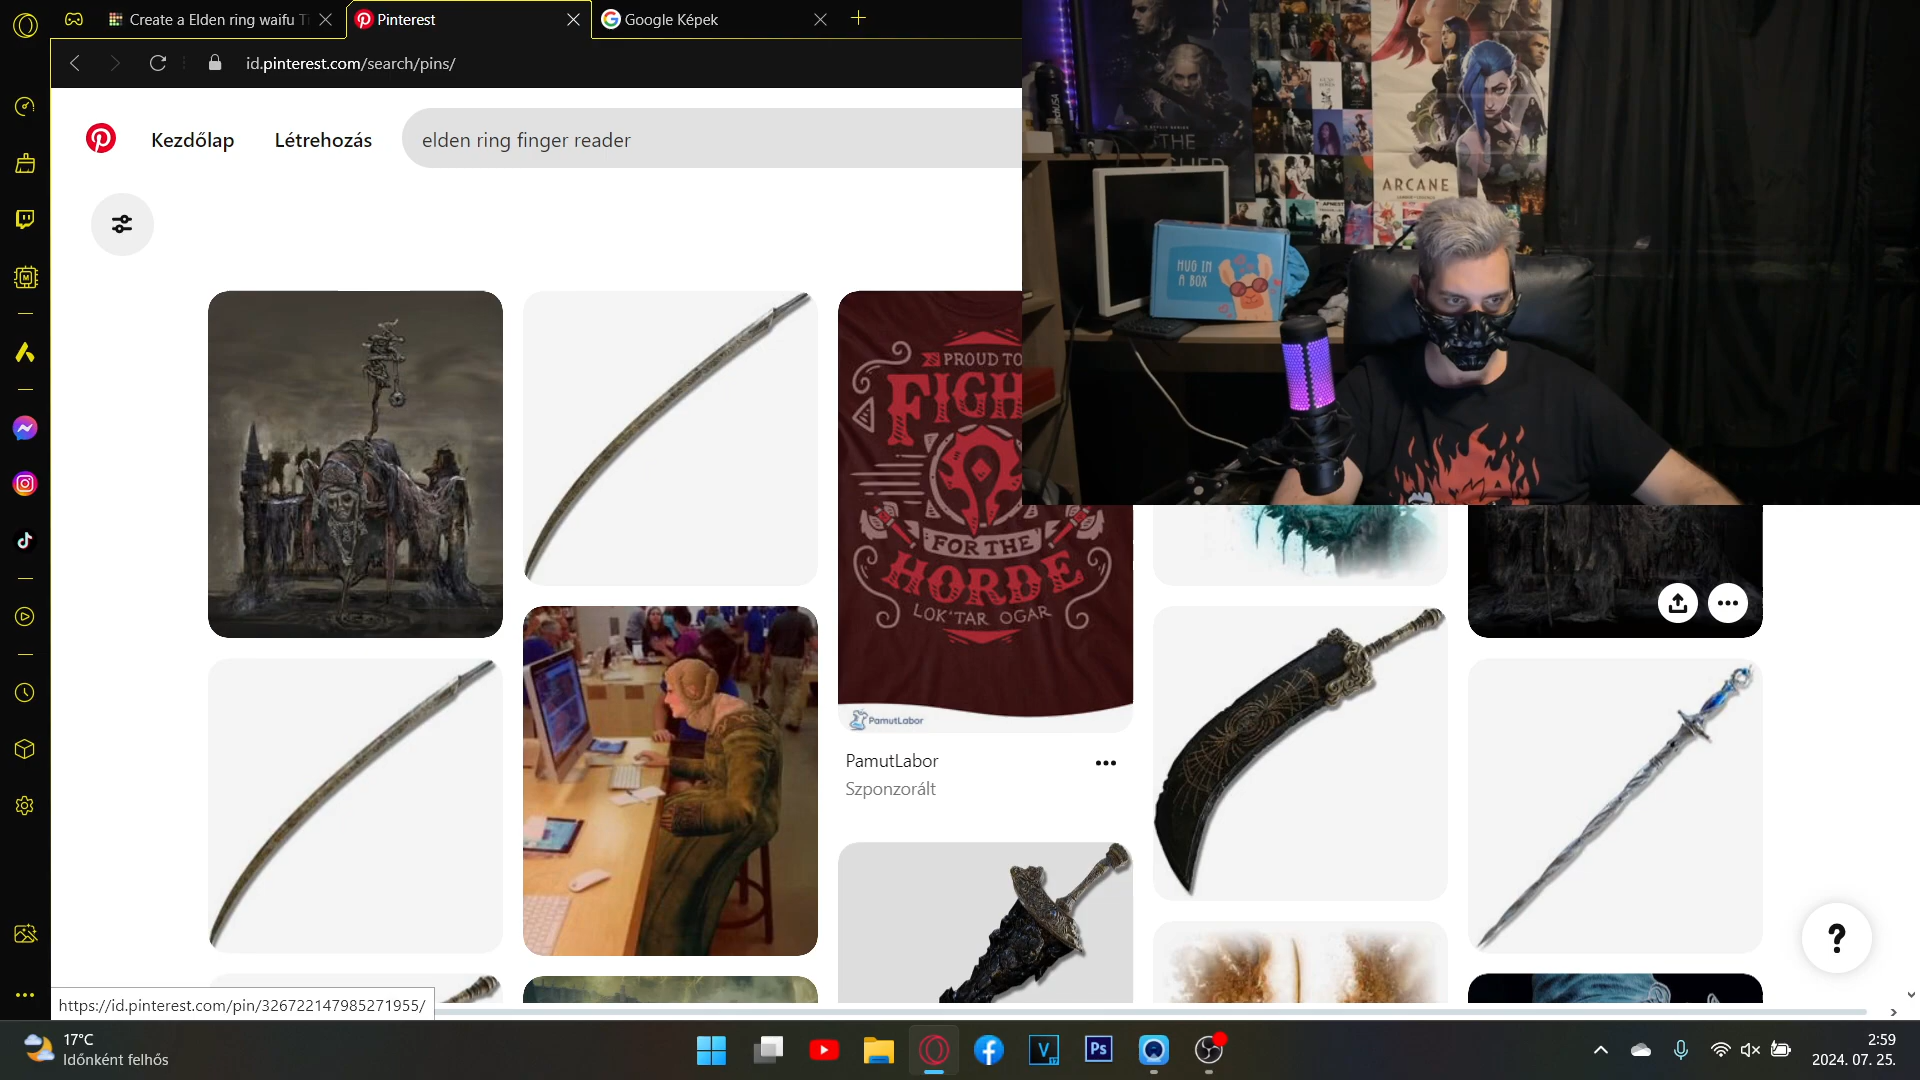 Create a Elden ring waifu T
Pinterest
Google Képek
id.pinterest.com/search/pins/
Kezdőlap
Létrehozás
elden ring finger reader
THE
ARCANE
HUG IN
A BOX
PROUD TO
FIGH
FOR THE
HORDE
LOK'TAR OGAR
PamutLabor
PamutLabor
Szponzorált
?
https://id.pinterest.com/pin/326722147985271955/
17°C
Időnként felhős
V
17
Ps
2:59
2024. 07. 25.